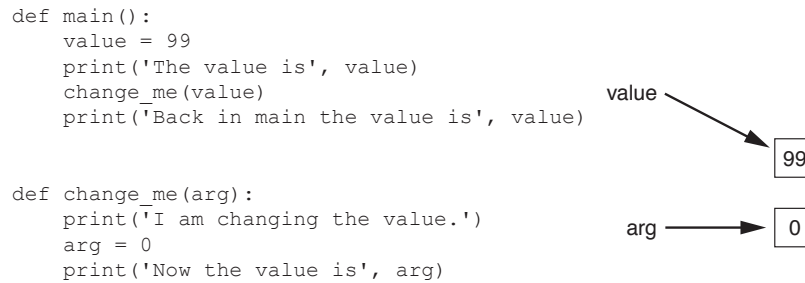 def main():
    value = 99
    print('The value is', value)
    change_me(value)
    print('Back in main the value is', value)
def change_me(arg):
    print('I am changing the value.')
    arg = 0
    print('Now the value is', arg)
value
99
arg
0